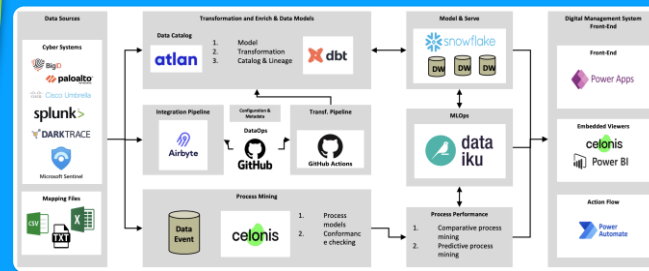 Data Sources
Transformation and Enrich & Data Models
Model & Serve
Digital Management System
Front-End
Cyber Systems
BigID
paloalto
Cisco Umbrella
splunk>
DARKTRACE
Microsoft Sentinel
Mapping Files
CSV
X
TXT
Data Catalog
atlan
1. Model
2. Transformation
3. Catalog & Lineage
dbt
Integration Pipeline
Airbyte
Configuration &
Metadata
DataOps
GitHub
Transf. Pipeline
GitHub Actions
Process Mining
Data
Event
celonis
1. Process
models
2. Conformanc
e checking
snowflake
DW
DW
DW
MLOps
data
iku
Process Performance
1. Comparative process
mining
2. Predictive process
mining
Front-End
Power Apps
Embedded Viewers
celonis
Power BI
Action Flow
Power
Automate